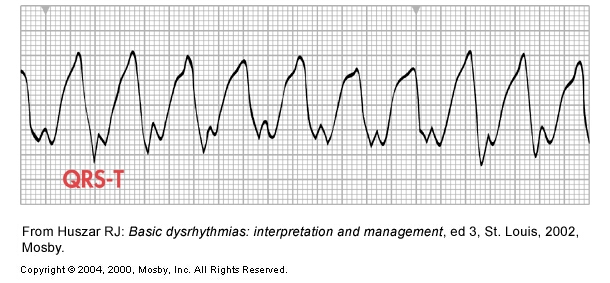 QRS-T
From Huszar RJ: Basic dysrhythmias: interpretation and management, ed 3, St. Louis, 2002,
Mosby.
Copyright © 2004, 2000, Mosby, Inc. All Rights Reserved.